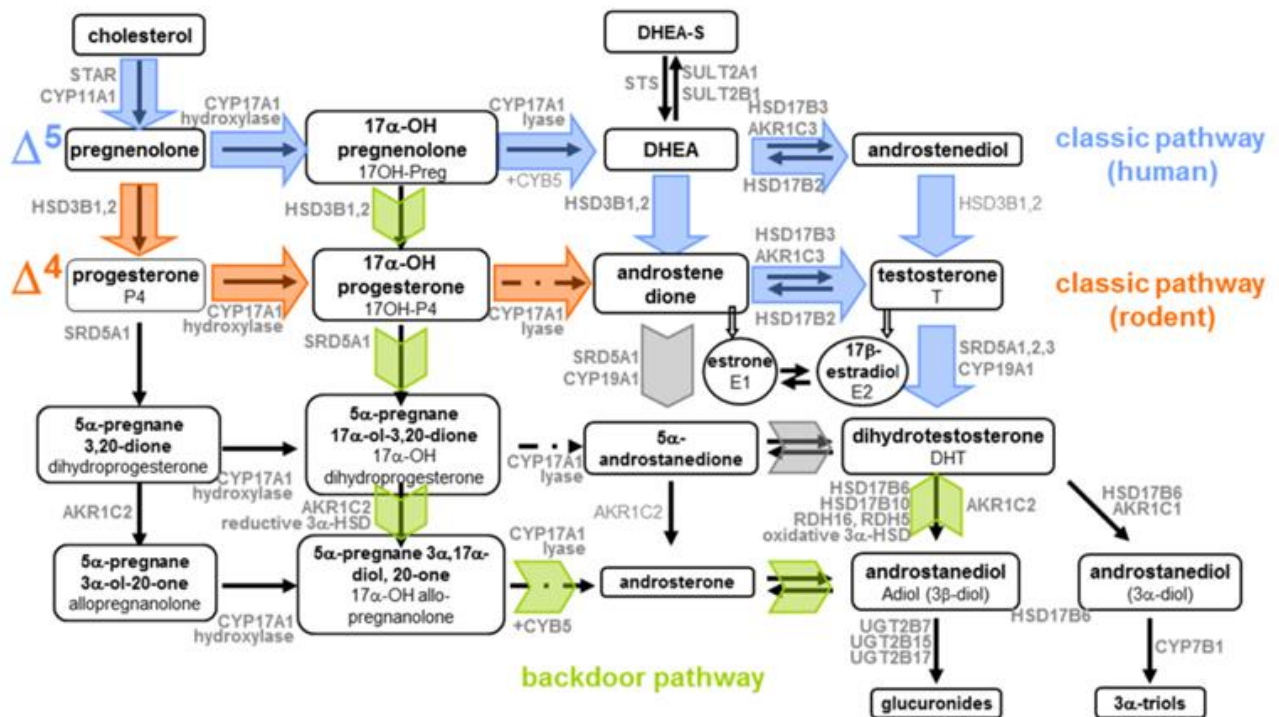 cholesterol
DHEA-S
STAR
CYP11A1
STS
SULT2A1
SULT2B1
CYP17A1
hydroxylase
CYP17A1
lyase
HSD17B3
AKR1C3
Δ5
pregnenolone
17α-OH
pregnenolone
17OH-Preg
+CYB5
DHEA
HSD17B2
androstenediol
classic pathway
(human)
HSD3B1,2
HSD3B1,2
HSD3B1,2
HSD3B1,2
Δ4
progesterone
P4
CYP17A1
hydroxylase
17α-OH
progesterone
17OH-P4
CYP17A1
lyase
androstene
dione
HSD17B3
AKR1C3
HSD17B2
testosterone
T
classic pathway
(rodent)
SRD5A1
SRD5A1
SRD5A1
CYP19A1
estrone
E1
17β-
estradiol
E2
SRD5A1,2,3
CYP19A1
5α-pregnane
3,20-dione
dihydroprogesterone
CYP17A1
hydroxylase
5α-pregnane
17α-ol-3,20-dione
17α-OH
dihydroprogesterone
CYP17A1
lyase
5α-
androstanedione
dihydrotestosterone
DHT
AKR1C2
AKR1C2
reductive 3α-HSD
AKR1C2
HSD17B6
HSD17B10
RDH16, RDH5
oxidative 3α-HSD
AKR1C2
HSD17B6
AKR1C1
5α-pregnane
3α-ol-20-one
allopregnanolone
CYP17A1
hydroxylase
5α-pregnane 3α,17α-
diol, 20-one
17α-OH allo-
pregnanolone
CYP17A1
lyase
+CYB5
androsterone
androstanediol
Adiol (3β-diol)
HSD17B6
androstanediol
(3α-diol)
UGT2B7
UGT2B15
UGT2B17
CYP7B1
backdoor pathway
glucuronides
3α-triols